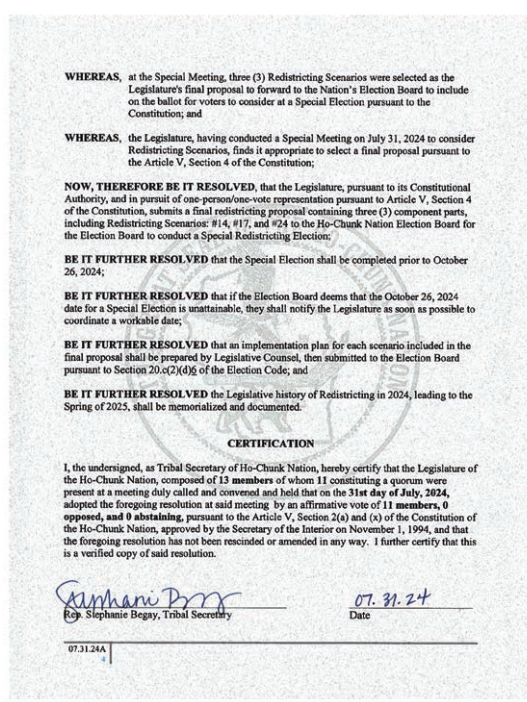 WHEREAS, at the Special Meeting, three (3) Redistricting Scenarios were selected as the
Legislature's final proposal to forward to the Nation's Election Board to include
on the ballot for voters to consider at a Special Election pursuant to the
Constitution; and
WHEREAS, the Legislature, having conducted a Special Meeting on July 31, 2024 to consider
Redistricting Scenarios, finds it appropriate to select a final proposal pursuant to
the Article V, Section 4 of the Constitution;
NOW, THEREFORE BE IT RESOLVED, that the Legislature, pursuant to its Constitutional
Authority, and in pursuit of one-person/one-vote representation pursuant to Article V, Section 4
of the Constitution, submits a final redistricting proposal containing three (3) component parts,
including Redistricting Scenarios: #14, #17, and #24 to the Ho-Chunk Nation Election Board for
the Election Board to conduct a Special Redistricting Election;
BE IT FURTHER RESOLVED that the Special Election shall be completed prior to October
26, 2024;
BE IT FURTHER RESOLVED that if the Election Board deems that the October 26, 2024
date for a Special Election is unattainable, they shall notify the Legislature as soon as possible to
coordinate a workable date;
BE IT FURTHER RESOLVED that an implementation plan for each scenario included in the
final proposal shall be prepared by Legislative Counsel, then submitted to the Election Board
pursuant to Section 20.c(2)(d)6 of the Election Code; and
BE IT FURTHER RESOLVED the Legislative history of Redistricting in 2024, leading to the
Spring of 2025, shall be memorialized and documented.
CERTIFICATION
I, the undersigned, as Tribal Secretary of Ho-Chunk Nation, hereby certify that the Legislature of
the Ho-Chunk Nation, composed of 13 members of whom 11 constituting a quorum were
present at a meeting duly called and convened and held that on the 31st day of July, 2024,
adopted the foregoing resolution at said meeting by an affirmative vote of 11 members, 0
opposed, and 0 abstaining, pursuant to the Article V, Section 2(a) and (x) of the Constitution of
the Ho-Chunk Nation, approved by the Secretary of the Interior on November 1, 1994, and that
the foregoing resolution has not been rescinded or amended in any way. I further certify that this
is a verified copy of said resolution.
07. 31. 24
Rep. Stephanie Begay, Tribal Secretary Date
07.31.24A
4